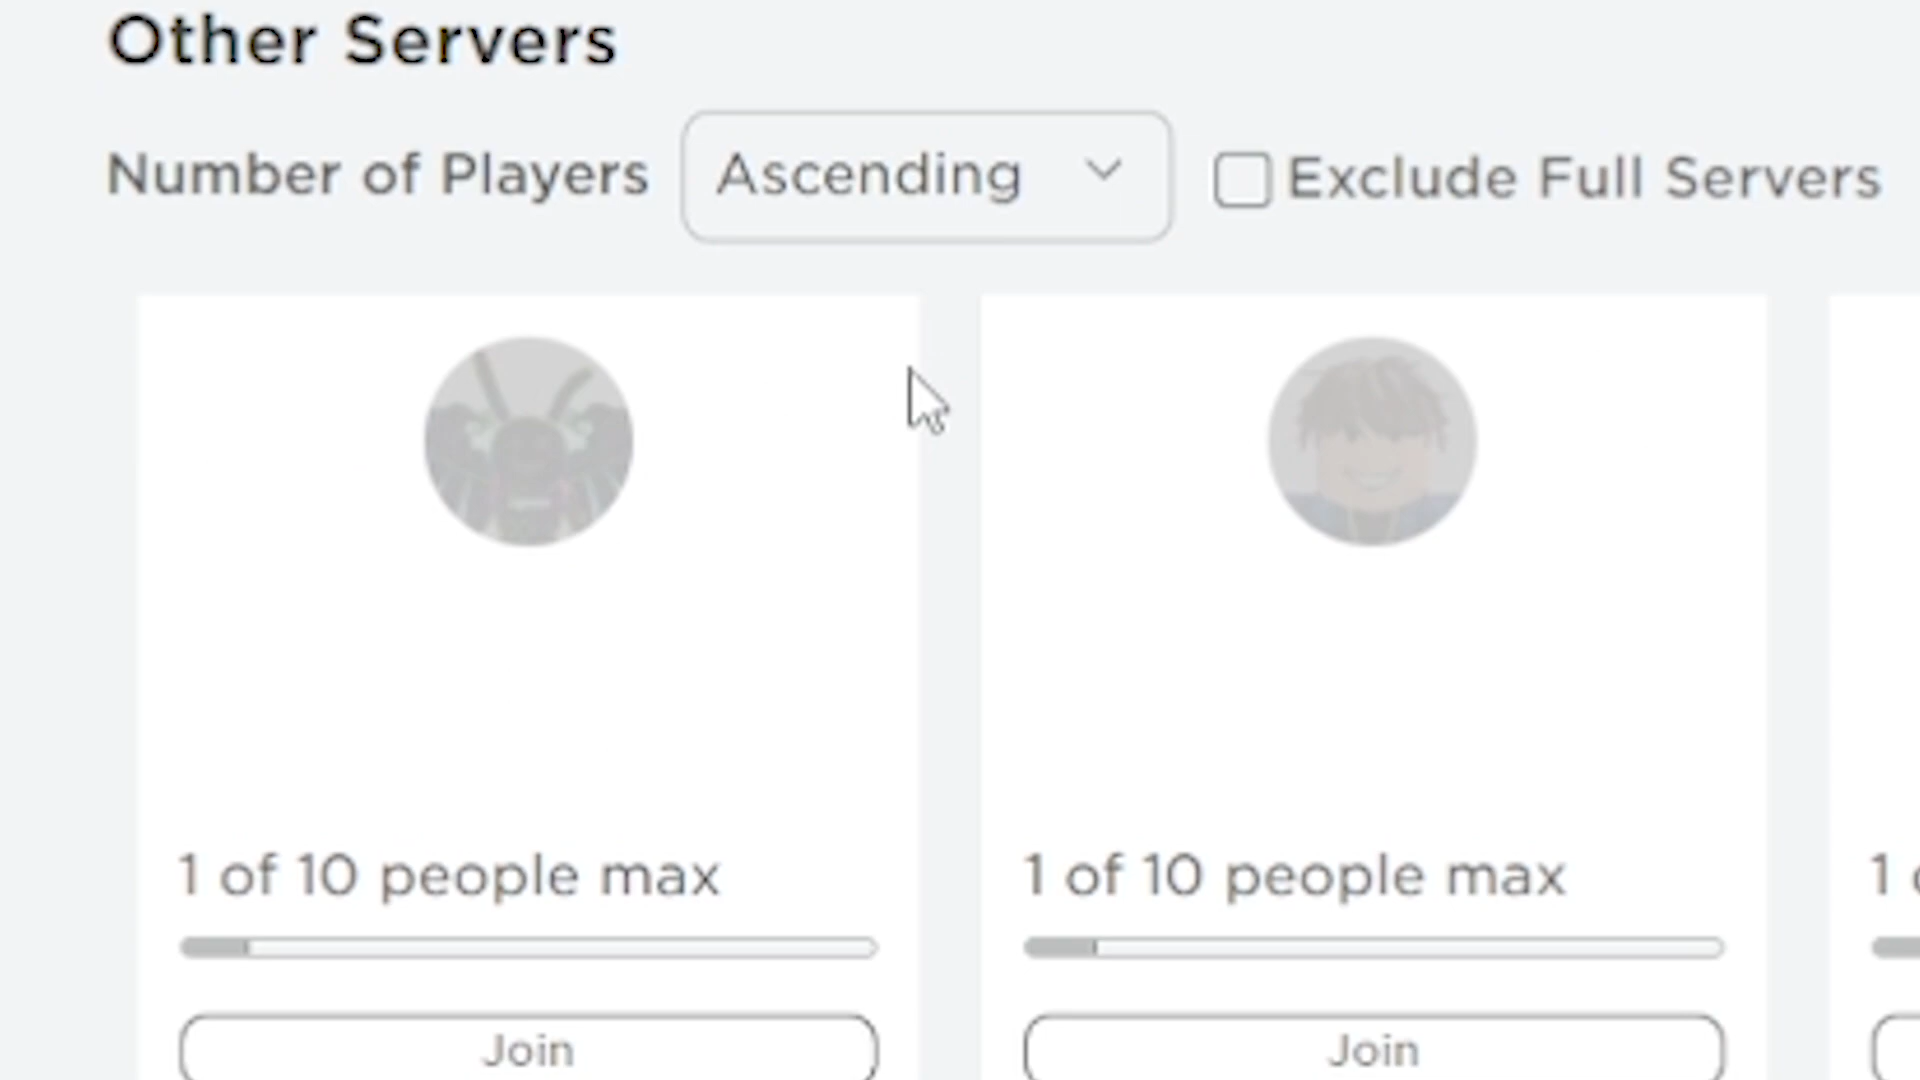 Other Servers
Number of Players Ascending Exclude Full Servers
1 of 10 people max 1 of 10 people max 1
Join Join